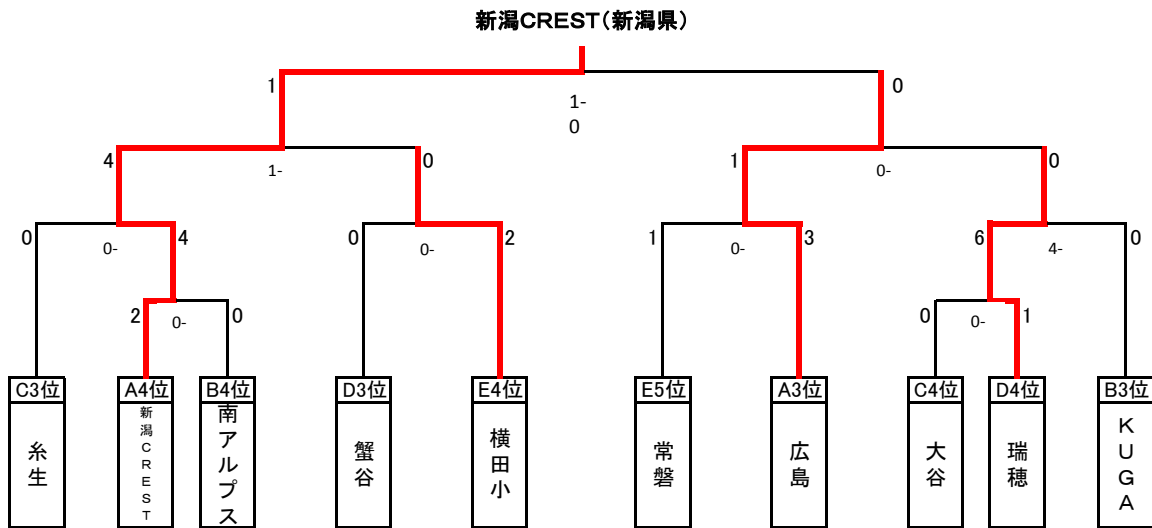 新潟CREST(新潟県)
1 0
1-
0
4 0 1 0
1- 0-
0 4 0 2 1 3 6 0
0- 0- 0- 4-
2 0 0 1
0- 0-
C3位 A4位 B4位 D3位 E4位 E5位 A3位 C4位 D4位 B3位
糸生
新潟CREST
南アルプス
蟹谷
横田小
常磐
広島
大谷
瑞穂
KUGA